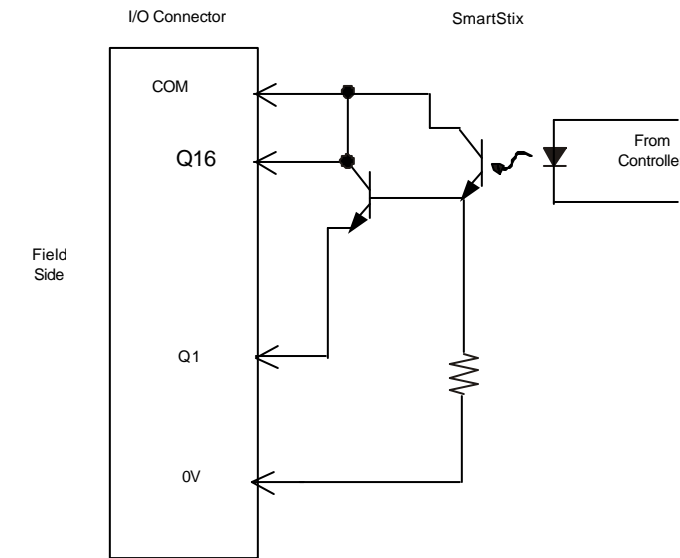 I/O Connector
SmartStix
COM
Q16
From
Controlle
Field
Side
Q1
0V